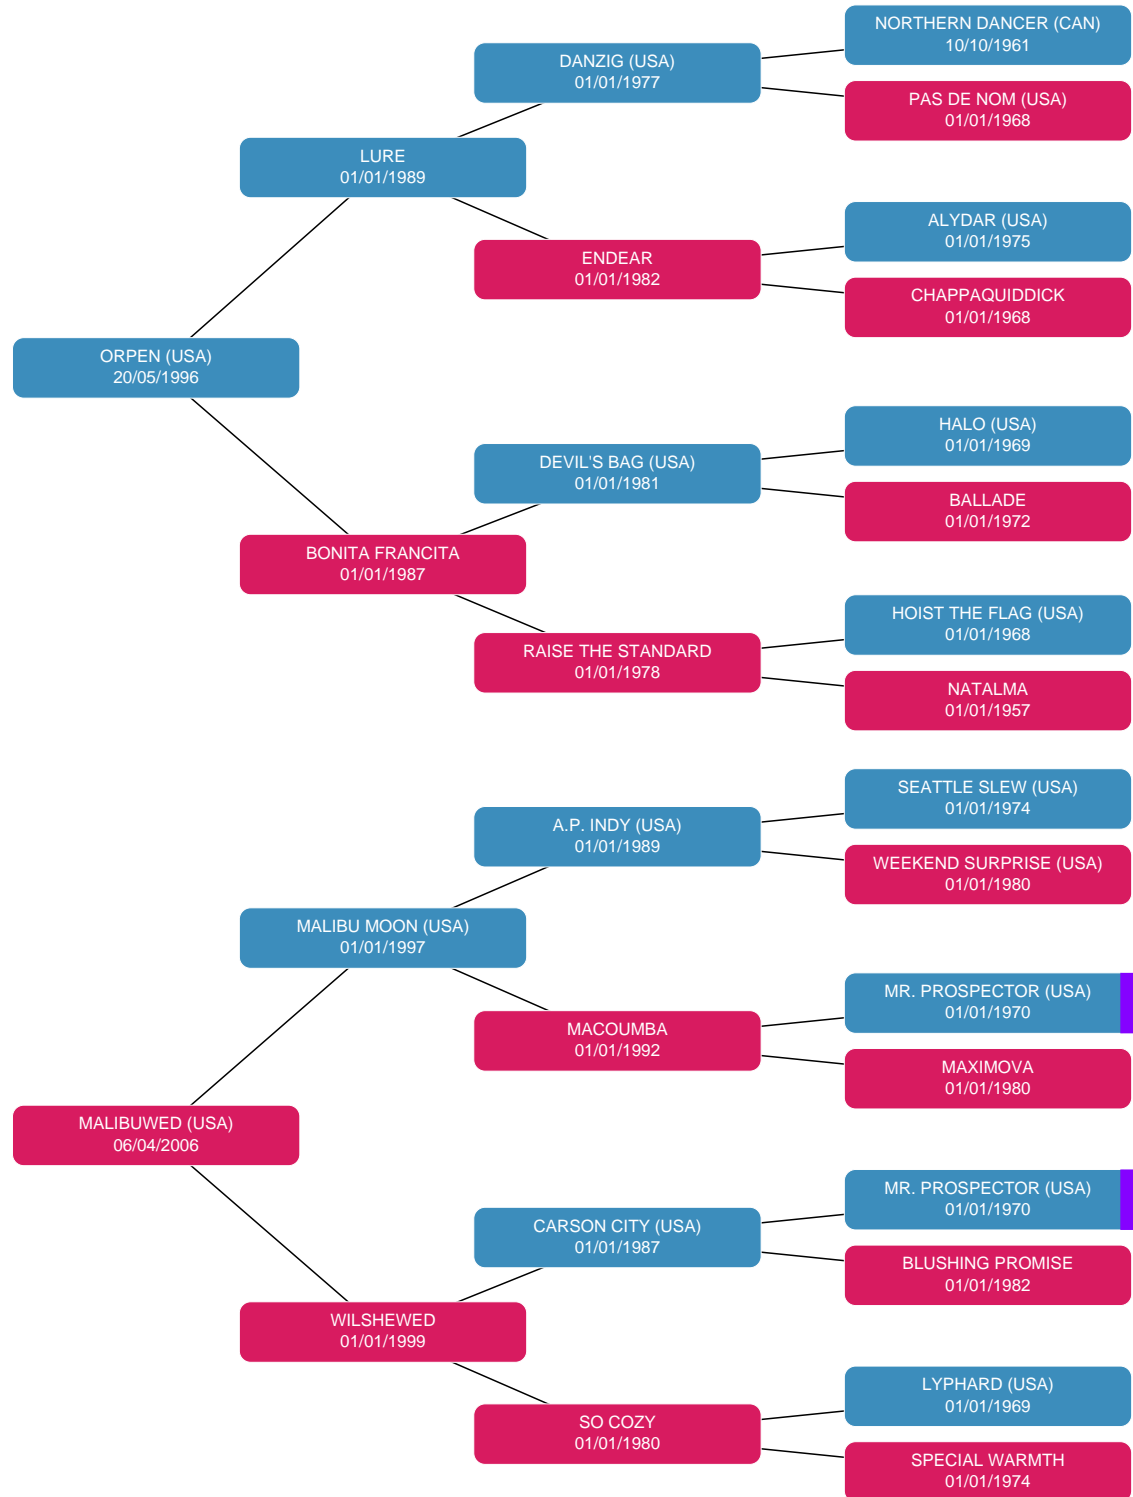 NORTHERN DANCER (CAN)
10/10/1961
DANZIG (USA)
01/01/1977
PAS DE NOM (USA)
01/01/1968
LURE
01/01/1989
ALYDAR (USA)
01/01/1975
ENDEAR
01/01/1982
CHAPPAQUIDDICK
01/01/1968
ORPEN (USA)
20/05/1996
HALO (USA)
01/01/1969
DEVIL'S BAG (USA)
01/01/1981
BALLADE
01/01/1972
BONITA FRANCITA
01/01/1987
HOIST THE FLAG (USA)
01/01/1968
RAISE THE STANDARD
01/01/1978
NATALMA
01/01/1957
SEATTLE SLEW (USA)
01/01/1974
A.P. INDY (USA)
01/01/1989
WEEKEND SURPRISE (USA)
01/01/1980
MALIBU MOON (USA)
01/01/1997
MR. PROSPECTOR (USA)
01/01/1970
MACOUMBA
01/01/1992
MAXIMOVA
01/01/1980
MALIBUWED (USA)
06/04/2006
MR. PROSPECTOR (USA)
01/01/1970
CARSON CITY (USA)
01/01/1987
BLUSHING PROMISE
01/01/1982
WILSHEWED
01/01/1999
LYPHARD (USA)
01/01/1969
SO COZY
01/01/1980
SPECIAL WARMTH
01/01/1974